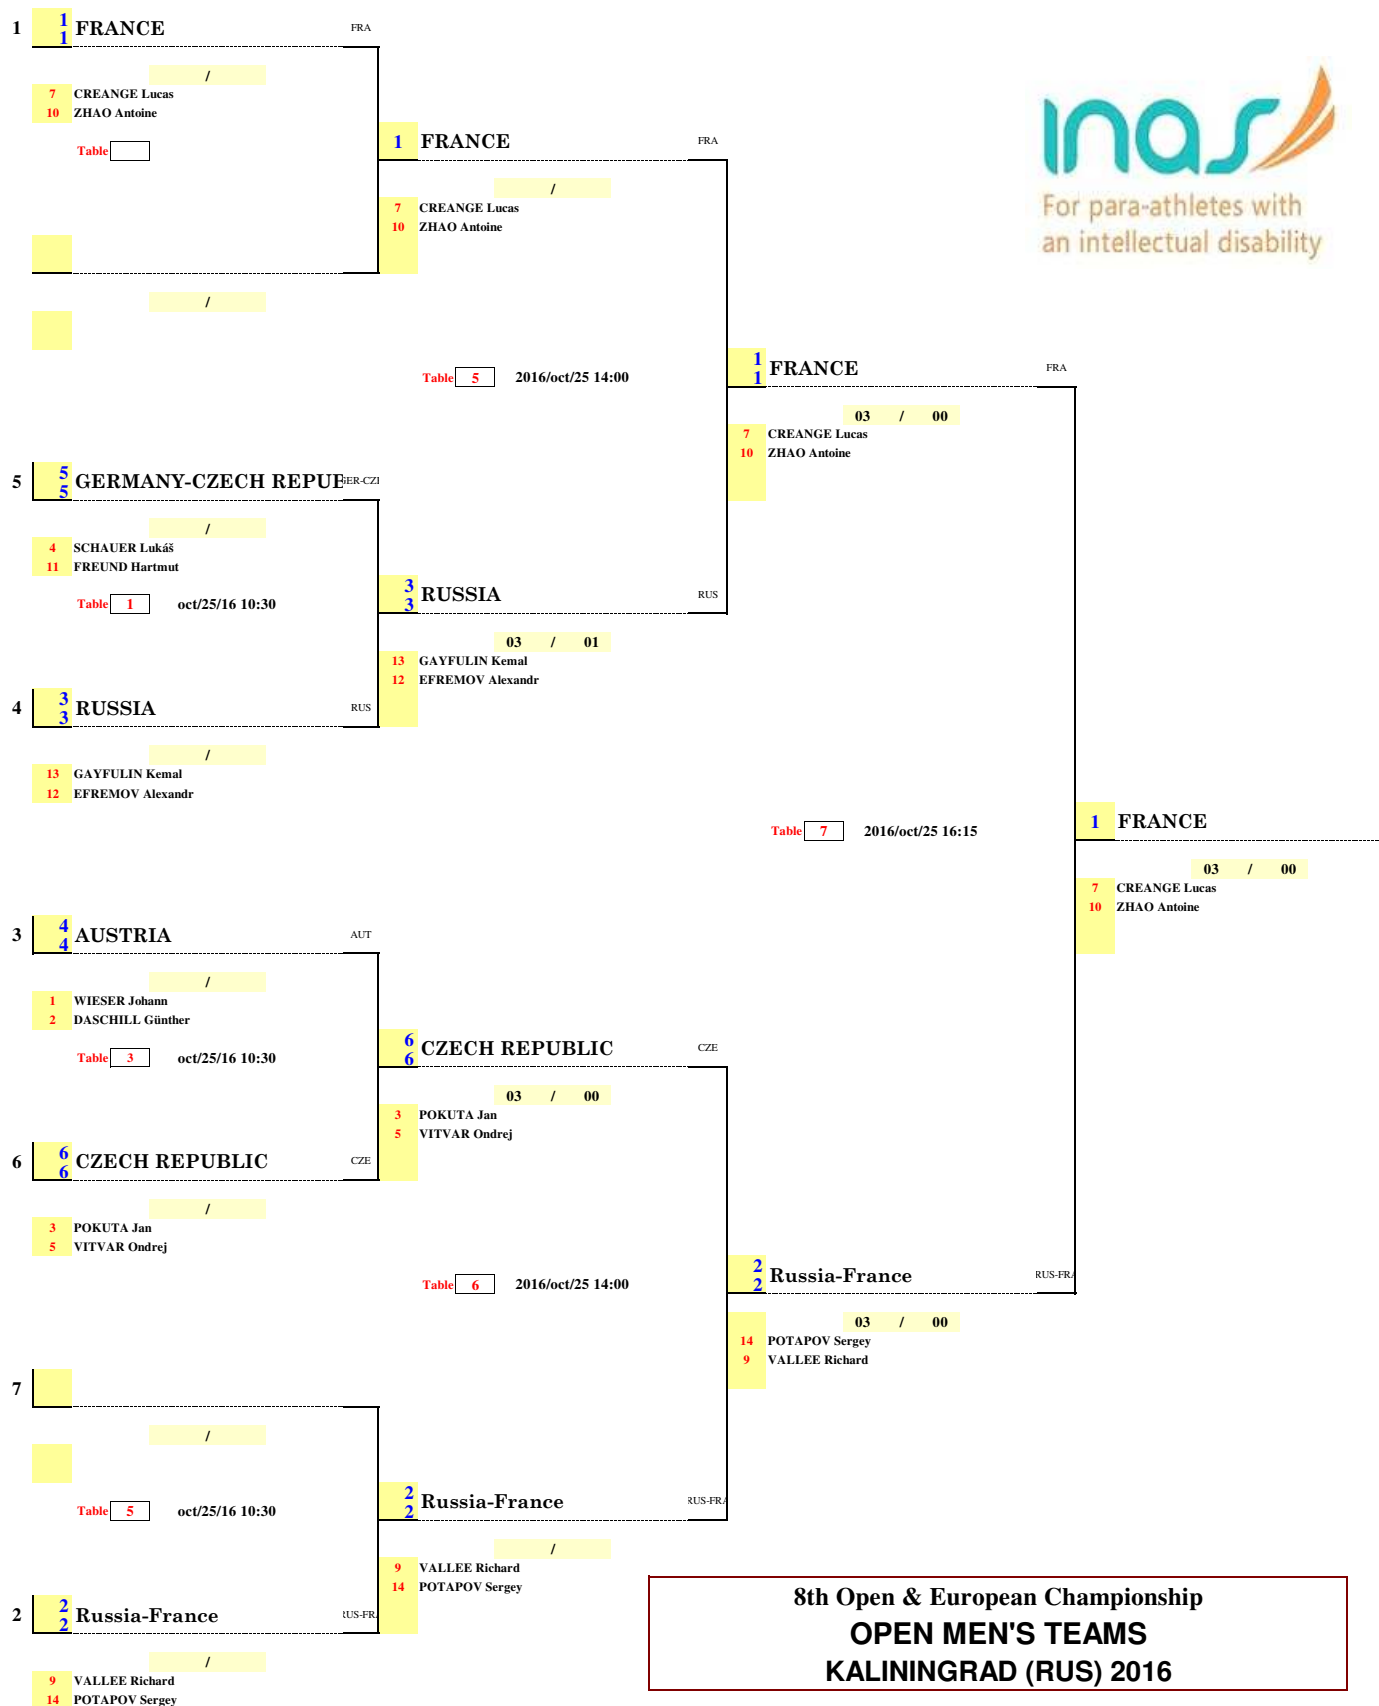 1 1 FRANCE FRA
1
/
7 CREANGE Lucas
10 ZHAO Antoine
Table
1 FRANCE FRA
/
7 CREANGE Lucas
10 ZHAO Antoine
inas
For para-athletes with
an intellectual disability
/
Table 5 2016/oct/25 14:00
1 FRANCE FRA
1
03 / 00
7 CREANGE Lucas
10 ZHAO Antoine
5 5 GERMANY-CZECH REPUB GER-CZE
5
/
4 SCHAUER Lukáš
11 FREUND Hartmut
Table 1 oct/25/16 10:30
3 RUSSIA RUS
3
03 / 01
13 GAYFULIN Kemal
12 EFREMOV Alexandr
4 3 RUSSIA RUS
3
/
13 GAYFULIN Kemal
12 EFREMOV Alexandr
Table 7 2016/oct/25 16:15
1 FRANCE
03 / 00
7 CREANGE Lucas
10 ZHAO Antoine
3 4 AUSTRIA AUT
4
/
1 WIESER Johann
2 DASCHILL Günther
Table 3 oct/25/16 10:30
6 CZECH REPUBLIC CZE
6
03 / 00
3 POKUTA Jan
5 VITVAR Ondrej
6 6 CZECH REPUBLIC CZE
6
/
3 POKUTA Jan
5 VITVAR Ondrej
Table 6 2016/oct/25 14:00
2 Russia-France RUS-FRA
2
03 / 00
14 POTAPOV Sergey
9 VALLEE Richard
7
/
Table 5 oct/25/16 10:30
2 Russia-France RUS-FRA
2
/
9 VALLEE Richard
14 POTAPOV Sergey
2 2 Russia-France RUS-FRA
2
/
9 VALLEE Richard
14 POTAPOV Sergey
8th Open & European Championship
OPEN MEN'S TEAMS
KALININGRAD (RUS) 2016